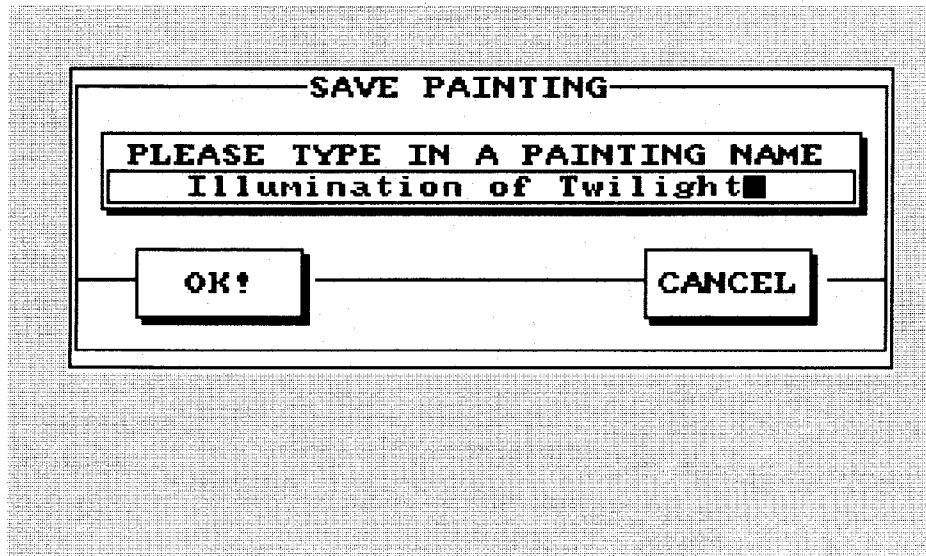 SAVE PAINTING
PLEASE TYPE IN A PAINTING NAME
Illumination of Twilight
OK!
CANCEL